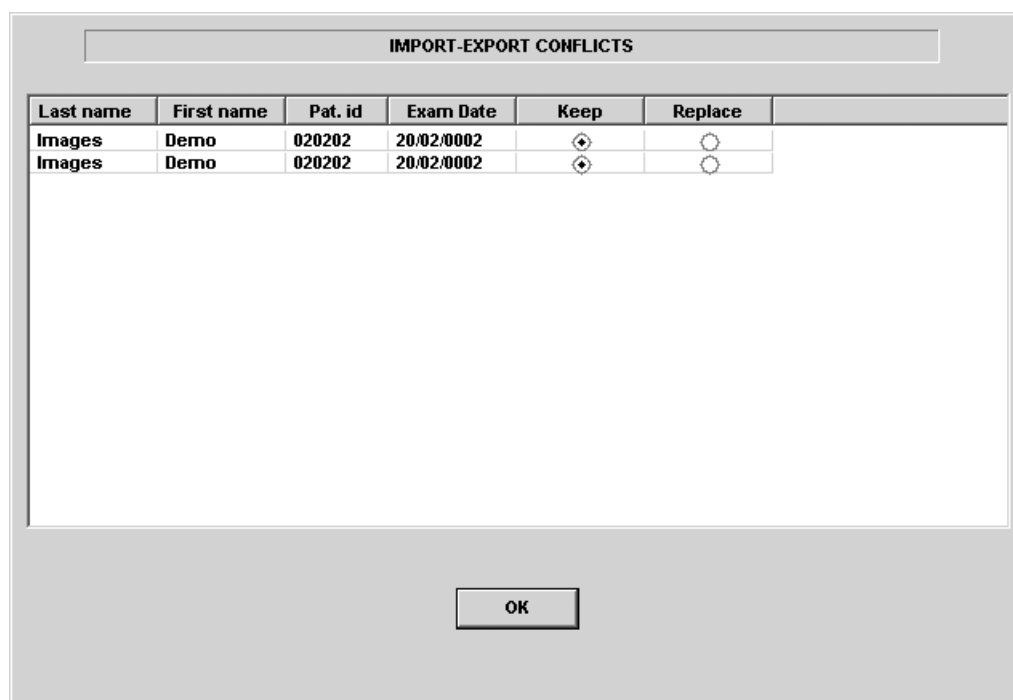 IMPORT-EXPORT CONFLICTS
Last name First name Pat. id Exam Date Keep Replace
Images Demo 020202 20/02/0002
Images Demo 020202 20/02/0002
OK